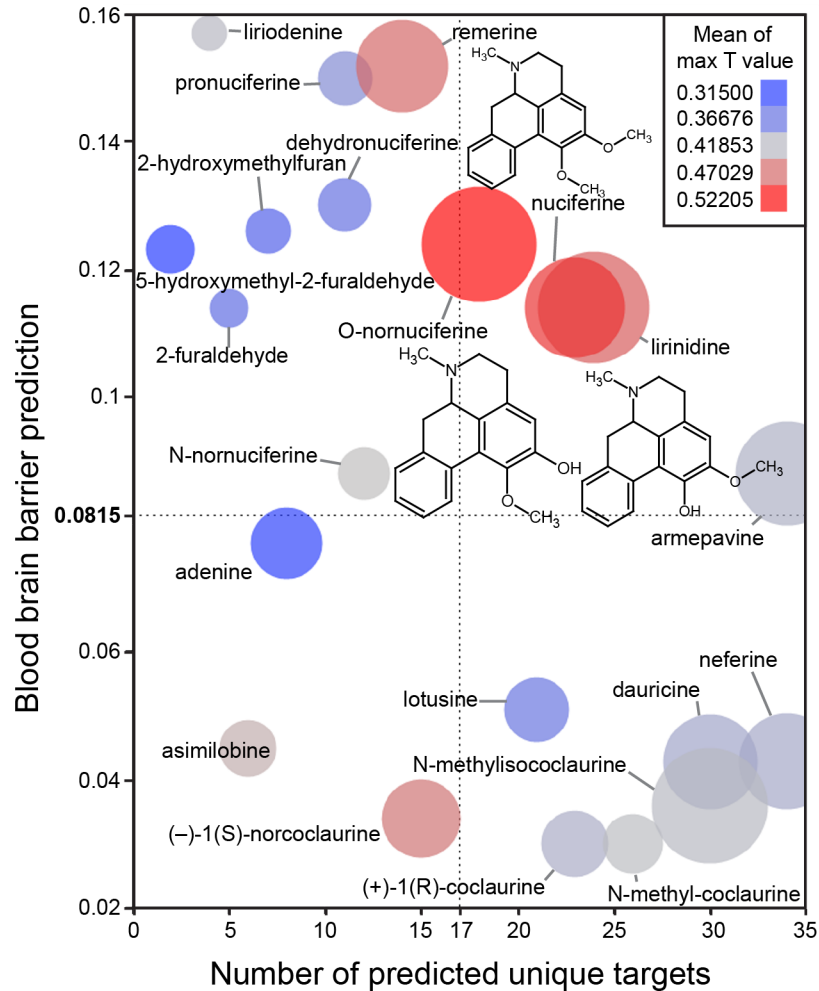 0.16
liriodenine
remerine
Mean of
max T value
pronuciferine
H₃C
N
0.31500
0.36676
0.41853
0.47029
0.52205
0.14
dehydronuciferine
2-hydroxymethylfuran
O
CH₃
O
CH₃
nuciferine
0.12
5-hydroxymethyl-2-furaldehyde
O-nornuciferine
lirinidine
2-furaldehyde
H₃C
N
H₃C
N
0.1
N-nornuciferine
OH
O
CH₃
O
CH₃
OH
0.0815
armepavine
adenine
Blood brain barrier prediction
0.06
neferine
dauricine
lotusine
asimilobine
N-methylisococlaurine
0.04
(–)-1(S)-norcoclaurine
(+)-1(R)-coclaurine
N-methyl-coclaurine
0.02
0
5
10
15
17
20
25
30
35
Number of predicted unique targets